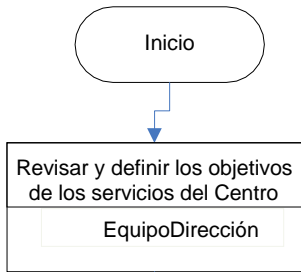 Inicio
Revisar y definir los objetivos
de los servicios del Centro
EquipoDirección